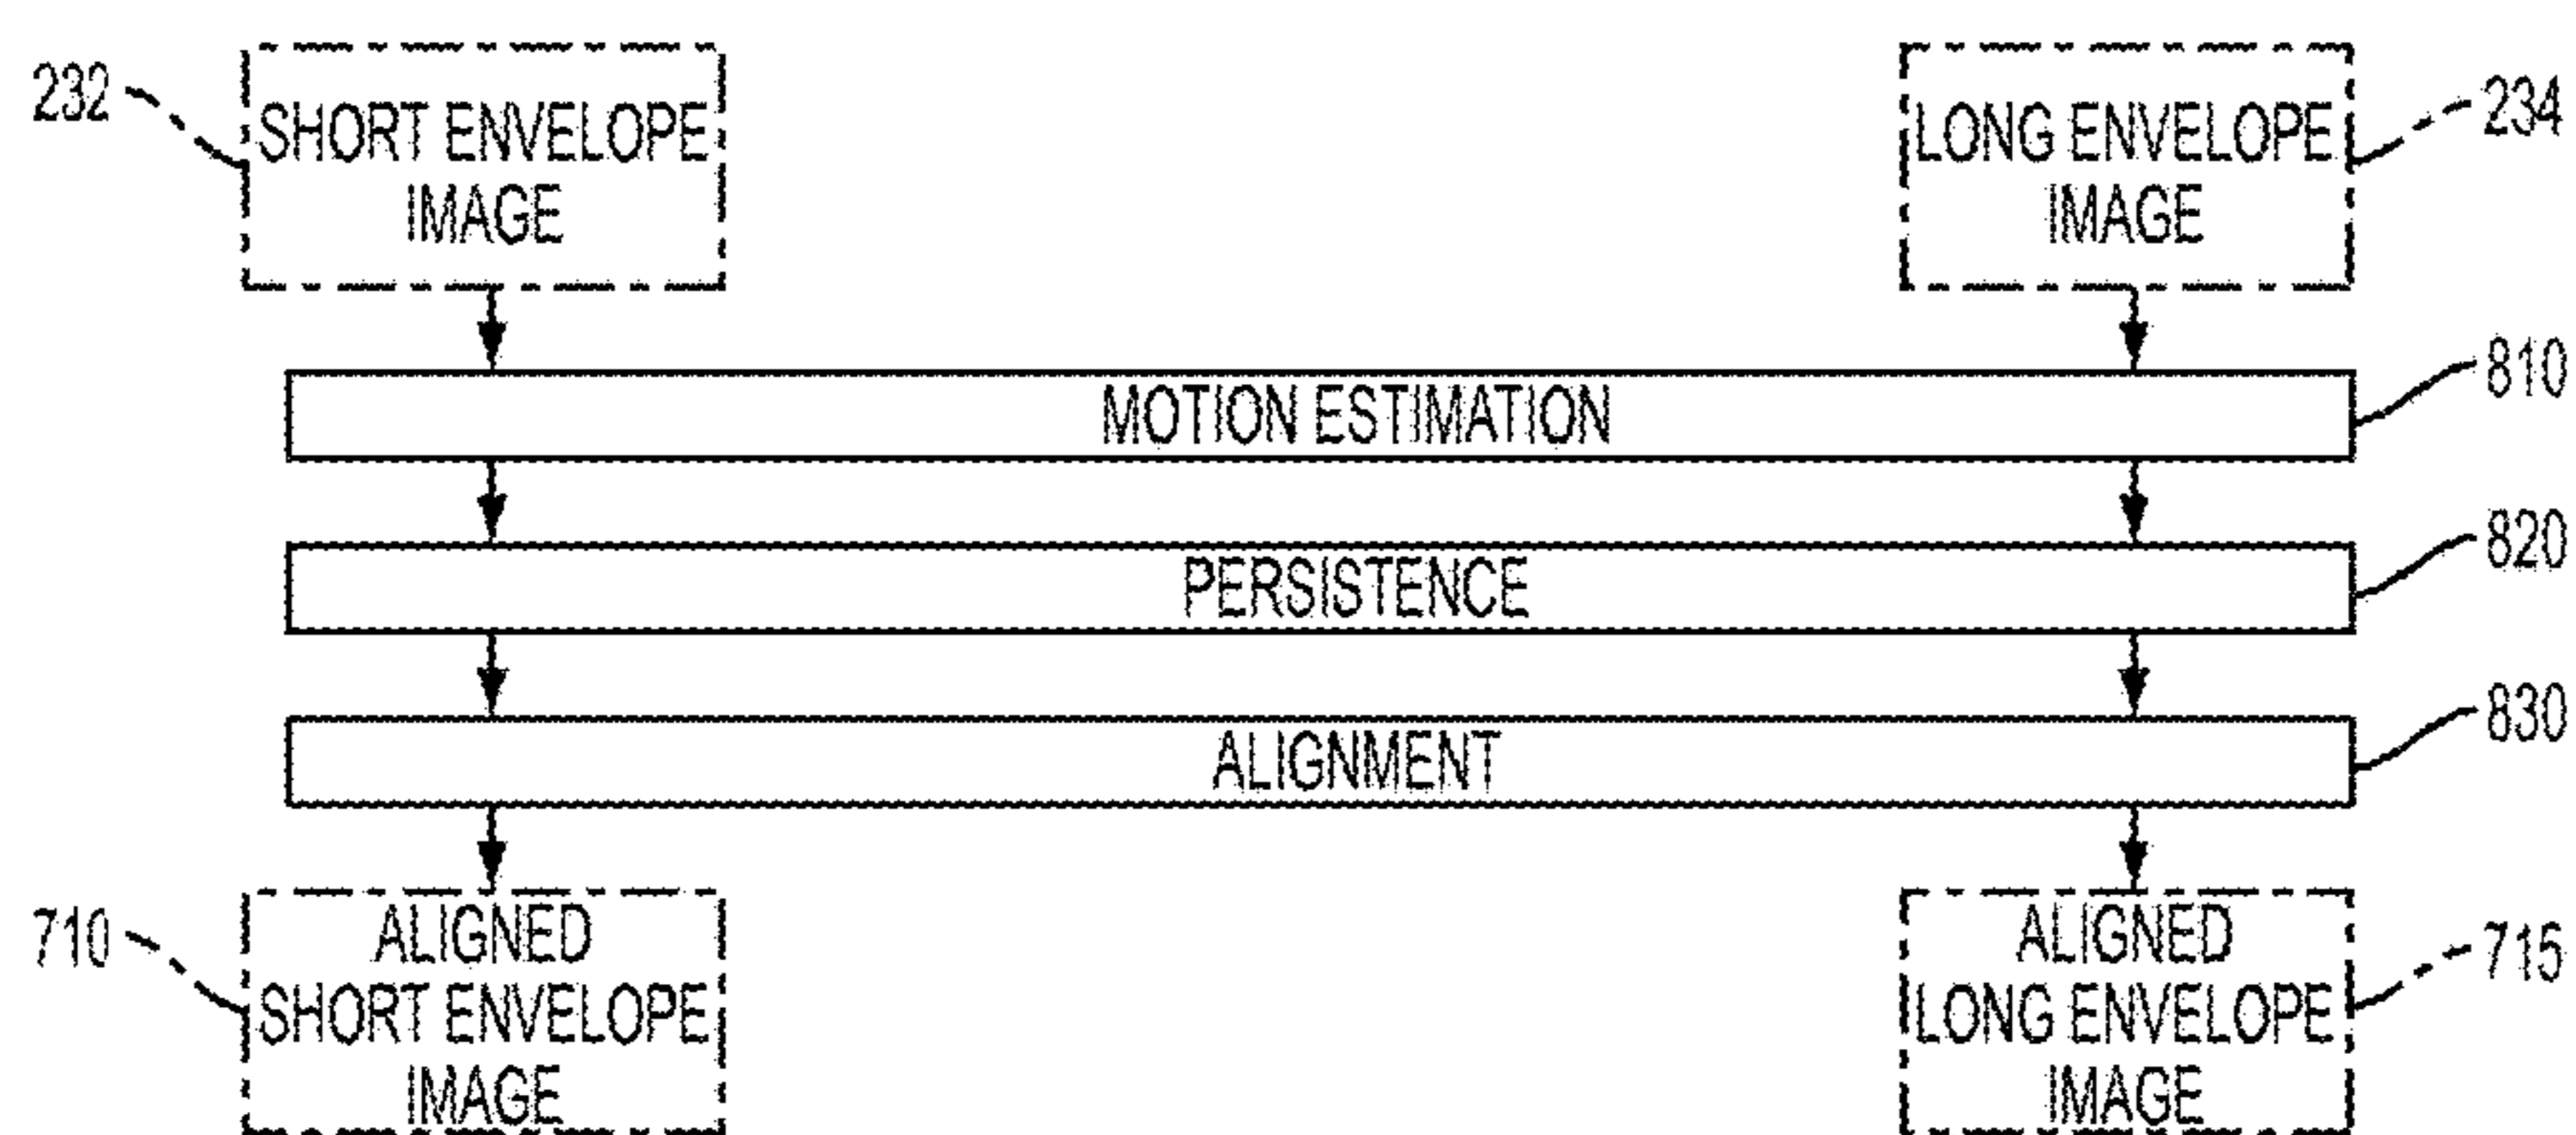 232
SHORT ENVELOPE
IMAGE
LONG ENVELOPE
IMAGE
234
MOTION ESTIMATION
810
PERSISTENCE
820
ALIGNMENT
830
710
ALIGNED
SHORT ENVELOPE
IMAGE
ALIGNED
LONG ENVELOPE
IMAGE
715